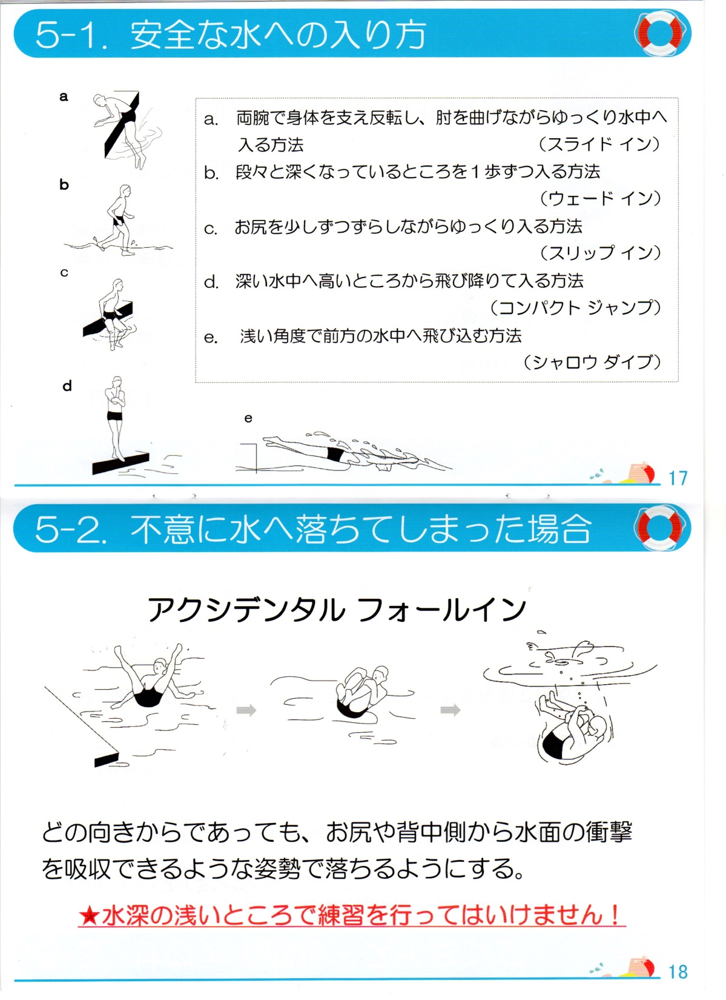 5-1. 安全な水への入り方
a
a. 両腕で身体を支え反転し、肘を曲げながらゆっくり水中へ
入る方法 （スライド イン）
b
b. 段々と深くなっているところを１歩ずつ入る方法
（ウェード イン）
c
c. お尻を少しずつずらしながらゆっくり入る方法
（スリップ イン）
d. 深い水中へ高いところから飛び降りて入る方法
（コンパクト ジャンプ）
e. 浅い角度で前方の水中へ飛び込む方法
（シャロウ ダイブ）
d
e
17
5-2. 不意に水へ落ちてしまった場合
アクシデンタル フォールイン
どの向きからであっても、お尻や背中側から水面の衝撃
を吸収できるような姿勢で落ちるようにする。
★水深の浅いところで練習を行ってはいけません！
18